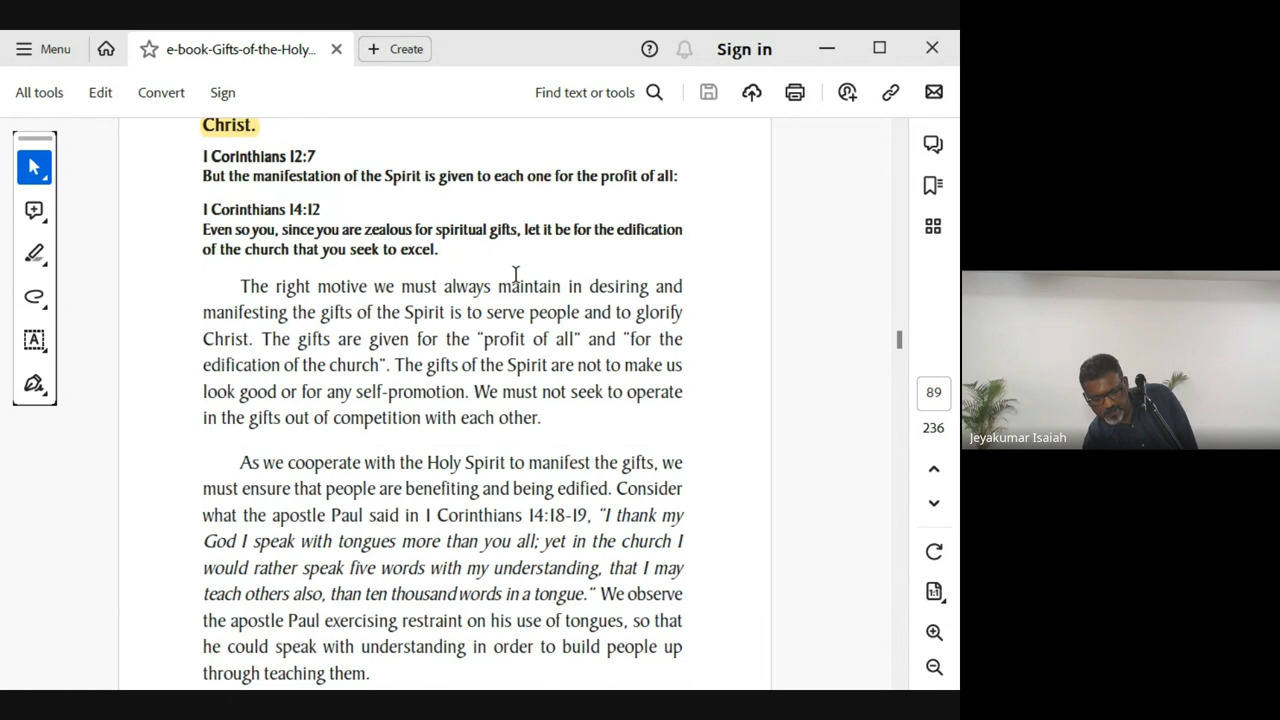 Menu
e-book-Gifts-of-the-Holy...
Create
Sign in
All tools
Edit
Convert
Sign
Find text or tools
Christ.
1 Corinthians 12:7
But the manifestation of the Spirit is given to each one for the profit of all:
1 Corinthians 14:12
Even so you, since you are zealous for spiritual gifts, let it be for the edification
of the church that you seek to excel.
The right motive we must always maintain in desiring and
manifesting the gifts of the Spirit is to serve people and to glorify
Christ. The gifts are given for the “profit of all” and “for the
edification of the church”. The gifts of the Spirit are not to make us
look good or for any self-promotion. We must not seek to operate
in the gifts out of competition with each other.
As we cooperate with the Holy Spirit to manifest the gifts, we
must ensure that people are benefiting and being edified. Consider
what the apostle Paul said in 1 Corinthians 14:18-19, “I thank my
God I speak with tongues more than you all; yet in the church I
would rather speak five words with my understanding, that I may
teach others also, than ten thousand words in a tongue.” We observe
the apostle Paul exercising restraint on his use of tongues, so that
he could speak with understanding in order to build people up
through teaching them.
89
236
1:1
Jeyakumar Isaiah